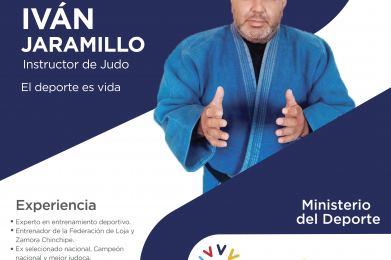 IVÁN
JARAMILLO
Instructor de Judo
El deporte es vida
Experiencia
• Experto en entrenamiento deportivo.
• Entrenador de la Federación de Loja y
Zamora Chinchipe.
• Ex selecionado nacional, Campeón
nacional y mejor judoca.
Ministerio
del Deporte